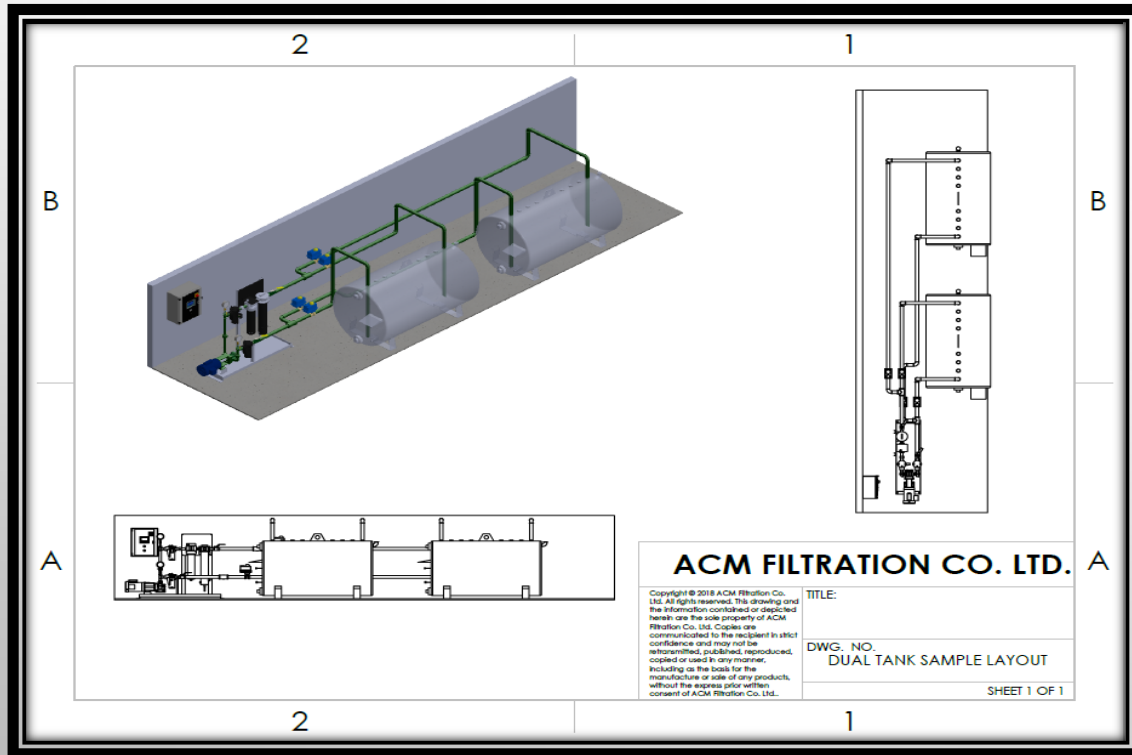 2
1
B
B
A
A
ACM FILTRATION CO. LTD.
Copyright © 2018 ACM Filtration Co.
Ltd. All rights reserved. This drawing and
the information contained or depicted
herein are the sole property of ACM
Filtration Co. Ltd. Copies are
communicated to the recipient in strict
confidence and may not be
retransmitted, published, reproduced,
copied or used in any manner,
including as the basis for the
manufacture or sale of any products,
without the express prior written
consent of ACM Filtration Co. Ltd..
TITLE:
DWG. NO.
DUAL TANK SAMPLE LAYOUT
SHEET 1 OF 1
2
1